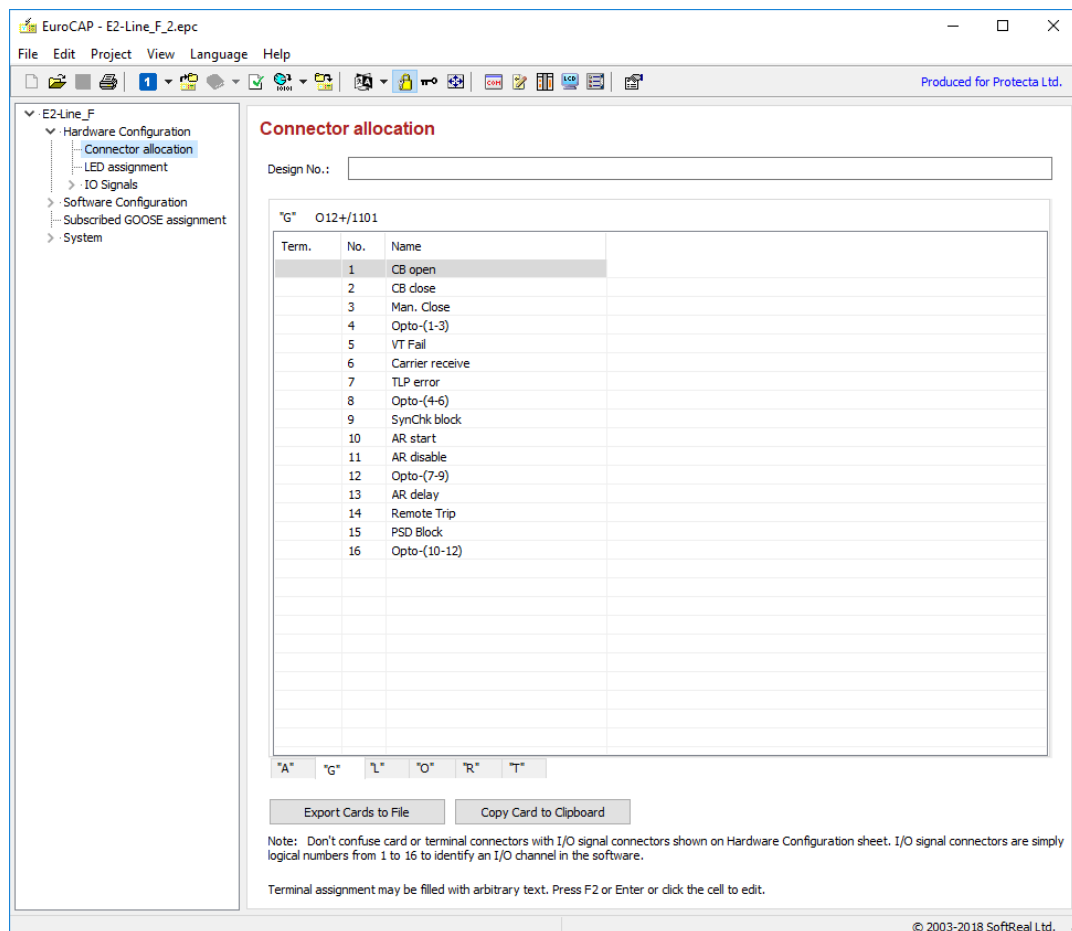 EuroCAP - E2-Line_F_2.epc
File Edit Project View Language Help
1 COM LCD Produced for Protecta Ltd.
E2-Line_F
Hardware Configuration
Connector allocation
LED assignment
IO Signals
Software Configuration
Subscribed GOOSE assignment
System
Connector allocation
Design No.:
"G" O12+/1101
Term. No. Name
1 CB open
2 CB close
3 Man. Close
4 Opto-(1-3)
5 VT Fail
6 Carrier receive
7 TLP error
8 Opto-(4-6)
9 SynChk block
10 AR start
11 AR disable
12 Opto-(7-9)
13 AR delay
14 Remote Trip
15 PSD Block
16 Opto-(10-12)
"A" "G" "L" "O" "R" "T"
Export Cards to File Copy Card to Clipboard
Note: Don't confuse card or terminal connectors with I/O signal connectors shown on Hardware Configuration sheet. I/O signal connectors are simply
logical numbers from 1 to 16 to identify an I/O channel in the software.
Terminal assignment may be filled with arbitrary text. Press F2 or Enter or click the cell to edit.
© 2003-2018 SoftReal Ltd.